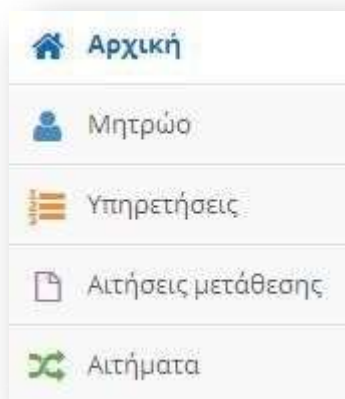 Αρχική
Μητρώο
Υπηρετήσεις
Αιτήσεις μετάθεσης
Αιτήματα